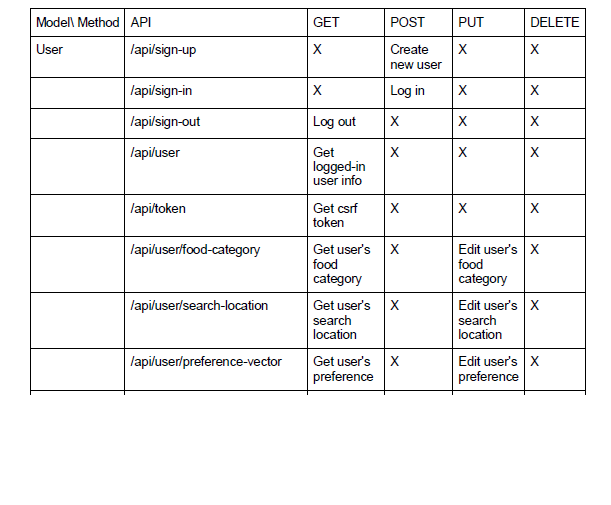 Model\ Method API GET POST PUT DELETE
User /api/sign-up X Create X X
new user
/api/sign-in X Log in X X
/api/sign-out Log out X X X
/api/user Get X X X
logged-in
user info
/api/token Get csrf X X X
token
/api/user/food-category Get user's X Edit user's X
food food
category category
/api/user/search-location Get user's X Edit user's X
search search
location location
/api/user/preference-vector Get user's X Edit user's X
preference preference